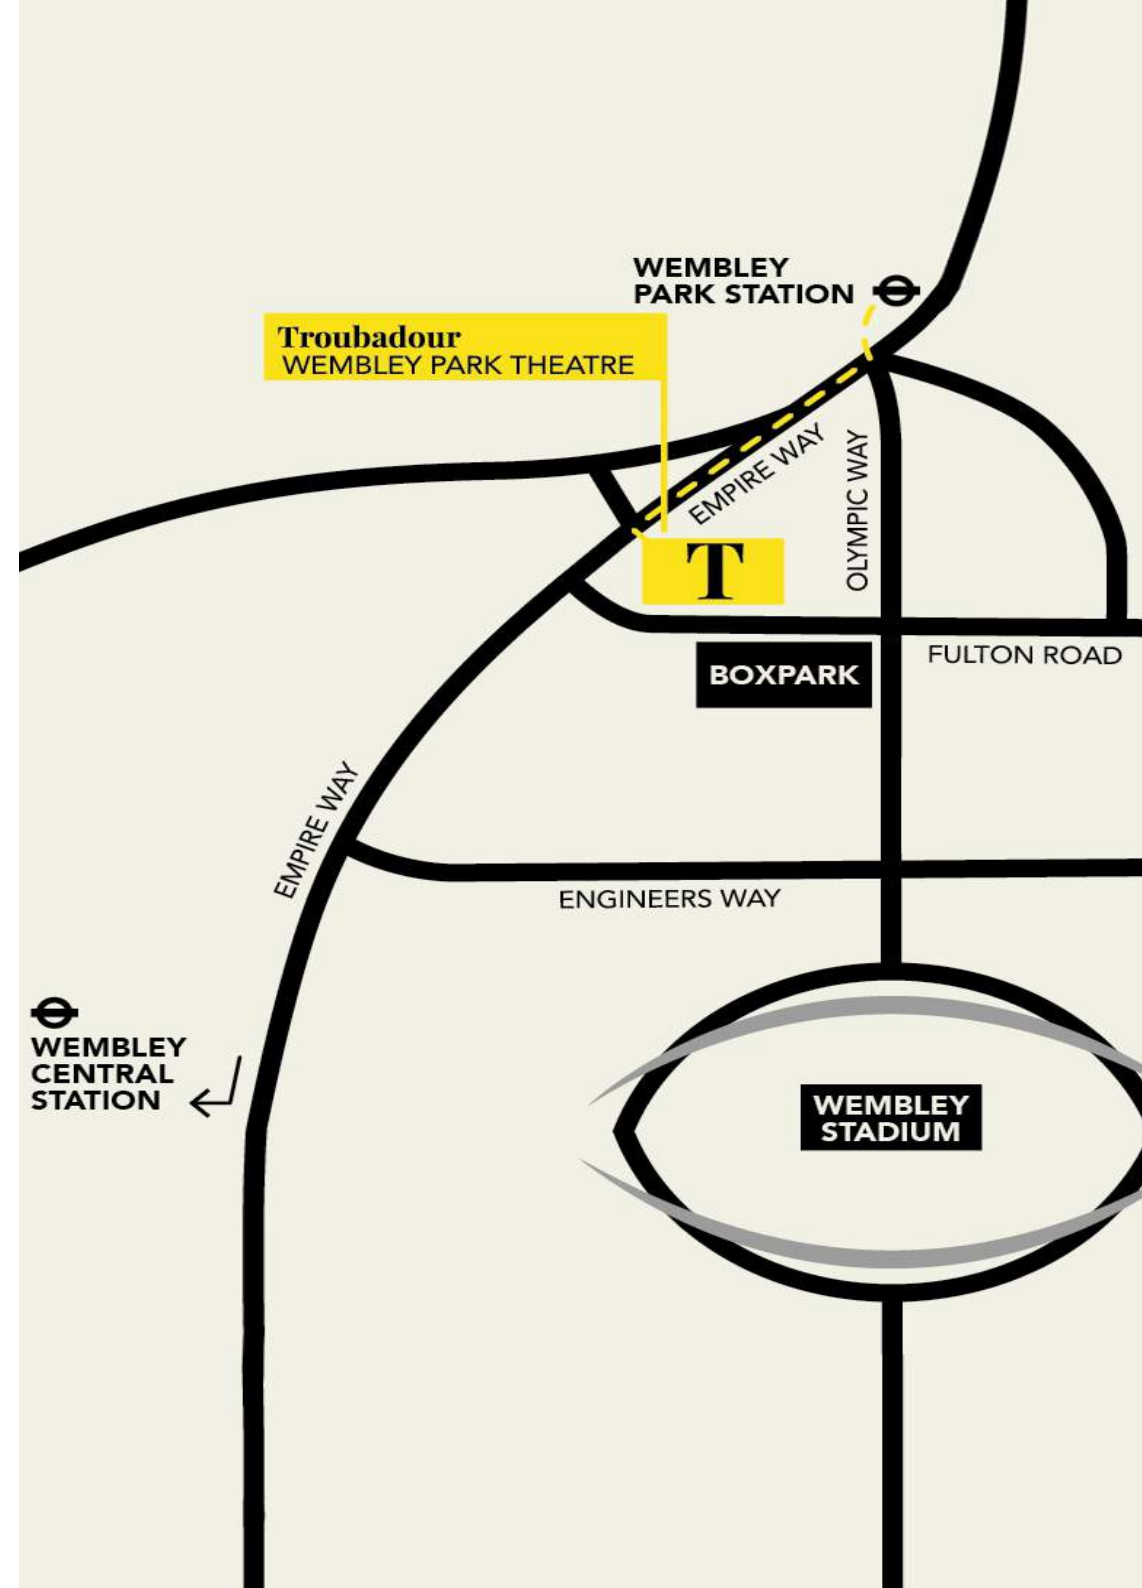 WEMBLEY
PARK STATION
Troubadour
WEMBLEY PARK THEATRE
EMPIRE WAY
OLYMPIC WAY
T
FULTON ROAD
BOXPARK
EMPIRE WAY
ENGINEERS WAY
WEMBLEY
CENTRAL
STATION
WEMBLEY
STADIUM